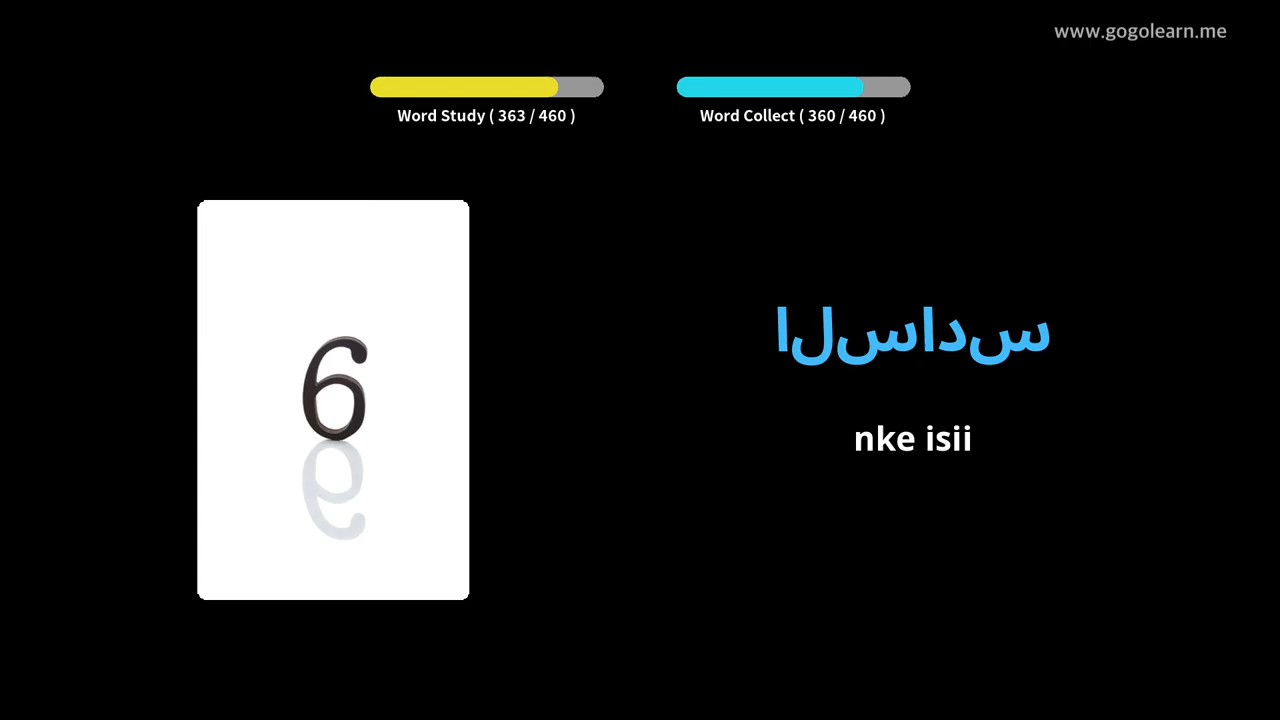 www.gogolearn.me
Word Study ( 363 / 460 )
Word Collect ( 360 / 460 )
6
السادس
nke isii